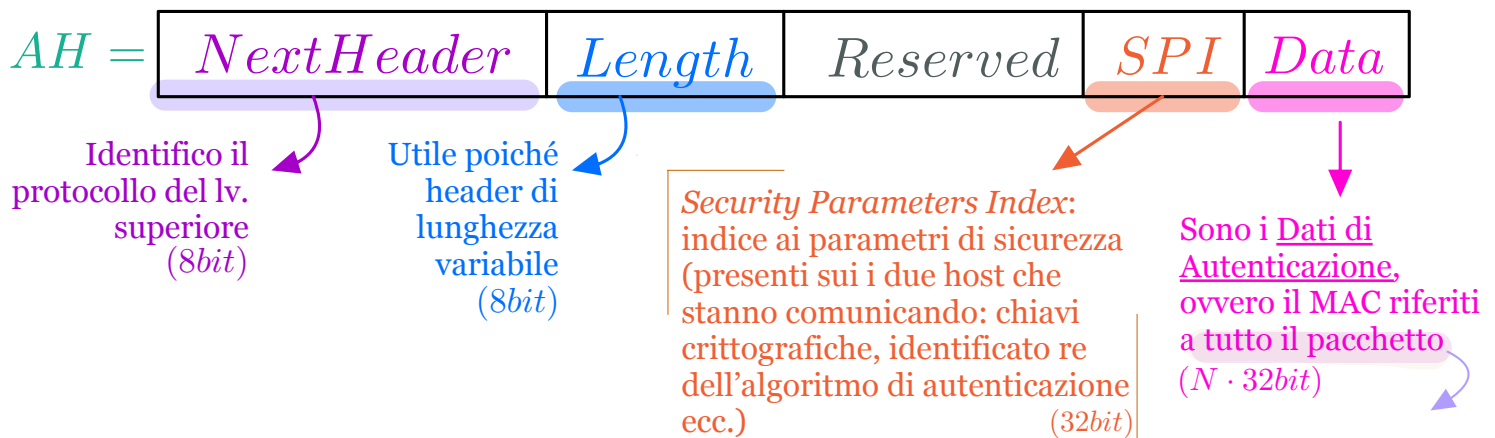 AH = NextHeader Length Reserved SPI Data
Identifico il
protocollo del lv.
superiore
(8bit)
Utile poiché
header di
lunghezza
variabile
(8bit)
Security Parameters Index:
indice ai parametri di sicurezza
(presenti sui i due host che
stanno comunicando: chiavi
crittografiche, identificato re
dell'algoritmo di autenticazione
ecc.) (32bit)
Sono i Dati di
Autenticazione,
ovvero il MAC riferiti
a tutto il pacchetto
(N · 32bit)